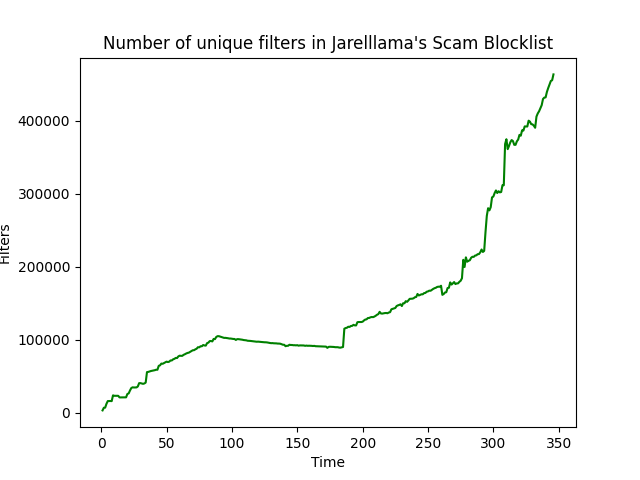 Number of unique filters in Jarelllama's Scam Blocklist
400000
300000
200000
100000
0
Filters
0 50 100 150 200 250 300 350
Time